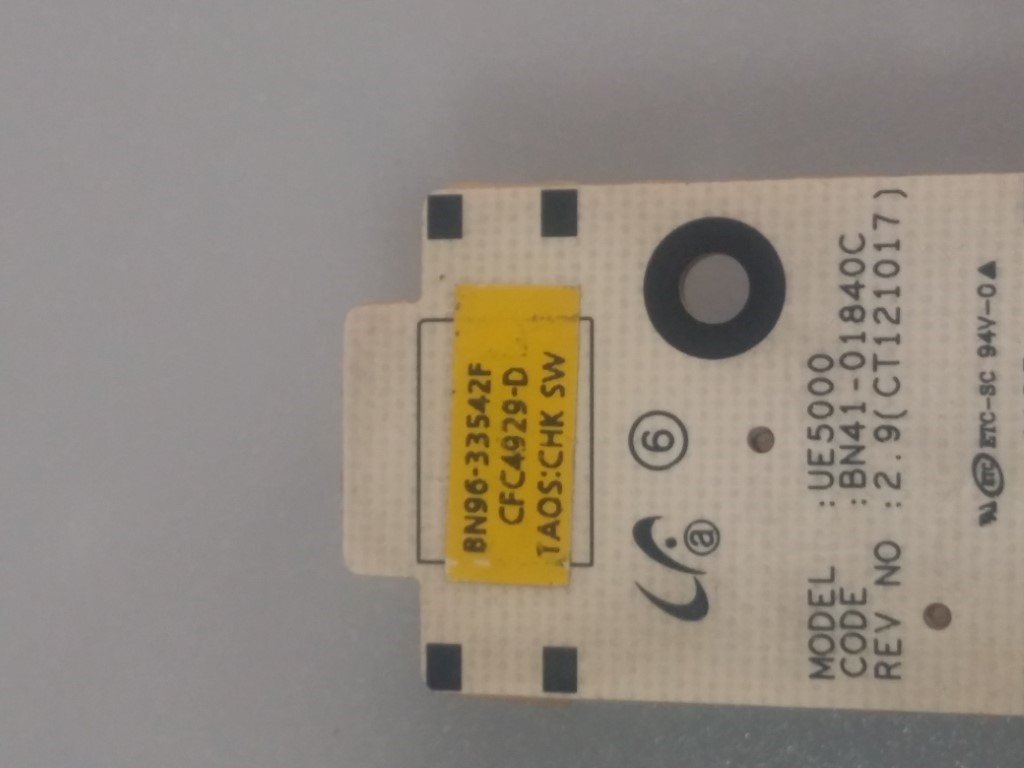 BN96-33542F
CFC4929-D
TAOS:CHK SW
6
a
MODEL :UE5000
CODE :BN41-01840C
REV NO :2.9(CT121017)
ETC ETC-SC 94V-0▲